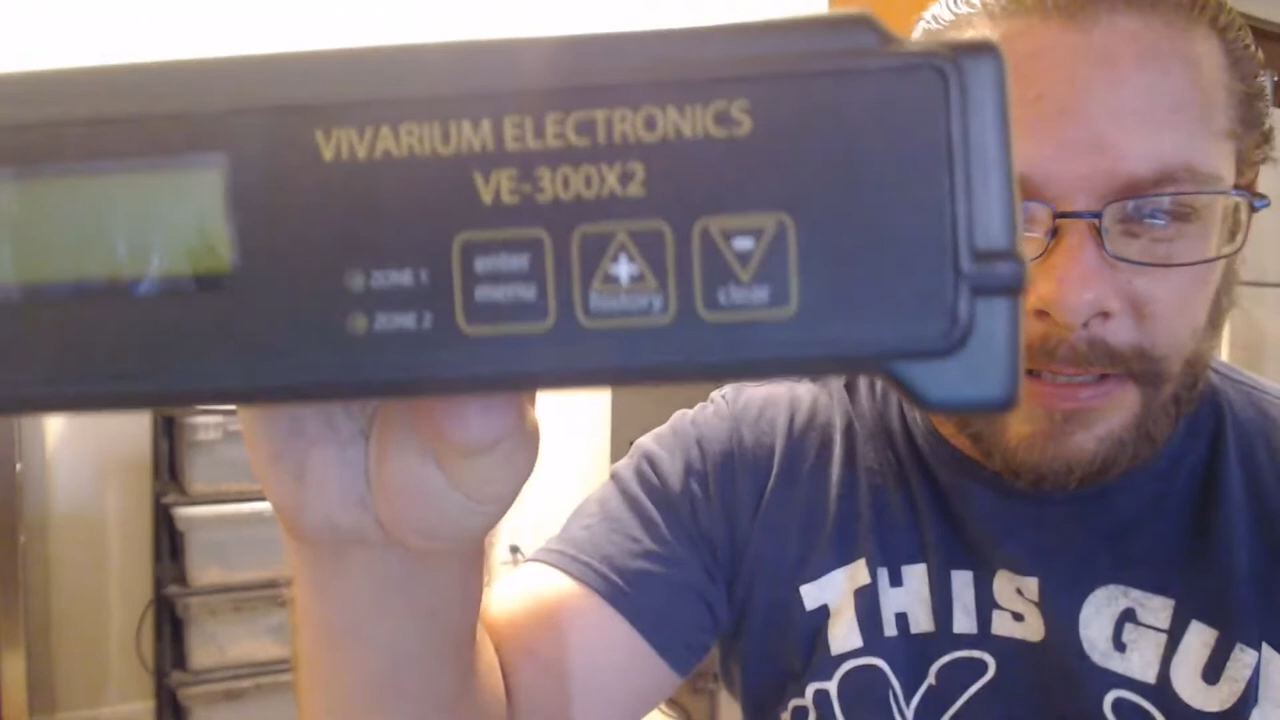 VIVARIUM ELECTRONICS
VE-300X2
ZONE 1
ZONE 2
enter
menu
history
clear
THIS GU